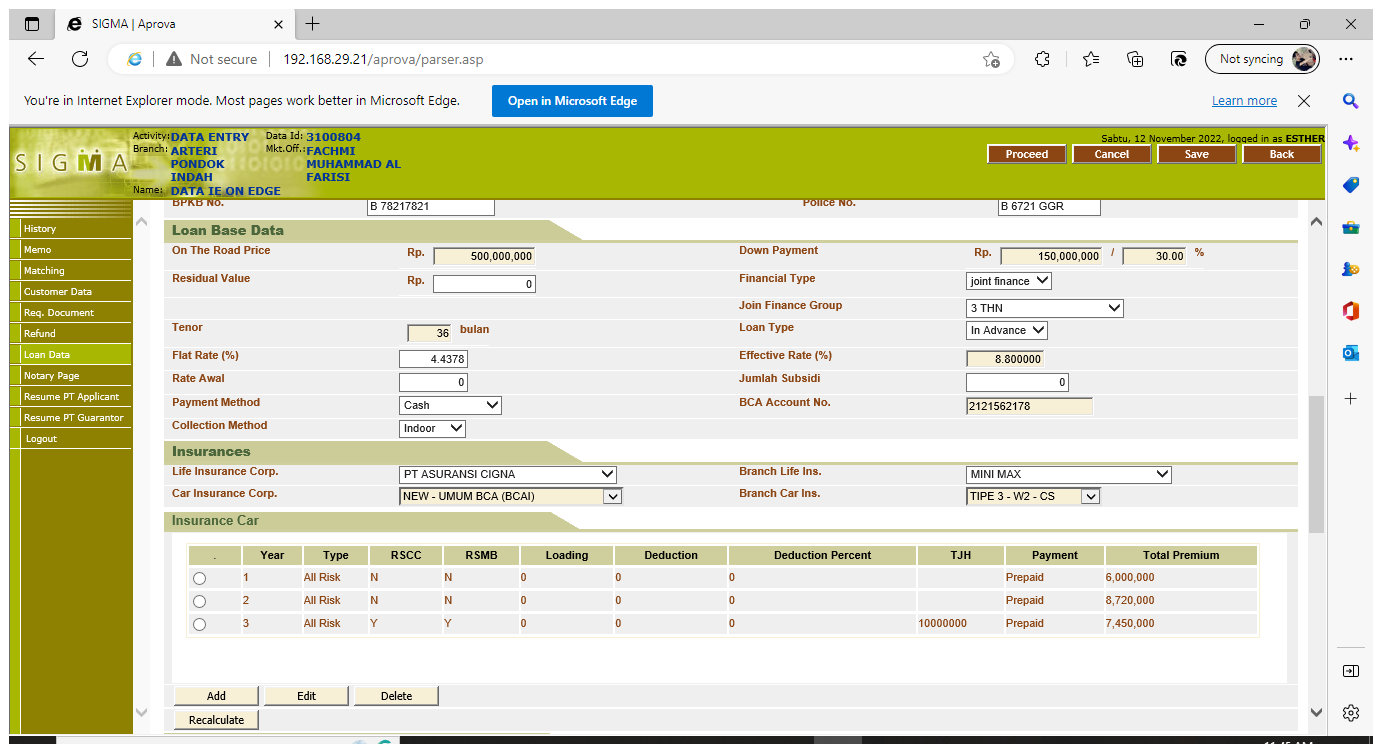 SIGMA | Aprova
Not secure 192.168.29.21/aprova/parser.asp Not syncing
You're in Internet Explorer mode. Most pages work better in Microsoft Edge. Open in Microsoft Edge Learn more
SIGMA
Activity: DATA ENTRY Data Id: 3100804
Branch: ARTERI PONDOK INDAH Mkt.Off.: FACHMI MUHAMMAD AL FARISI
Name: DATA IE ON EDGE
Sabtu, 12 November 2022, logged in as ESTHER
Proceed Cancel Save Back
History
Memo
Matching
Customer Data
Req. Document
Refund
Loan Data
Notary Page
Resume PT Applicant
Resume PT Guarantor
Logout
BPKB No. B 78217821 Police No. B 6721 GGR
Loan Base Data
On The Road Price Rp. 500,000,000 Down Payment Rp. 150,000,000 / 30.00 %
Residual Value Rp. 0 Financial Type joint finance
Join Finance Group 3 THN
Tenor 36 bulan Loan Type In Advance
Flat Rate (%) 4.4378 Effective Rate (%) 8.800000
Rate Awal 0 Jumlah Subsidi 0
Payment Method Cash BCA Account No. 2121562178
Collection Method Indoor
Insurances
Life Insurance Corp. PT ASURANSI CIGNA Branch Life Ins. MINI MAX
Car Insurance Corp. NEW - UMUM BCA (BCAI) Branch Car Ins. TIPE 3 - W2 - CS
Insurance Car
. Year Type RSCC RSMB Loading Deduction Deduction Percent TJH Payment Total Premium
1 All Risk N N 0 0 0 Prepaid 6,000,000
2 All Risk N N 0 0 0 Prepaid 8,720,000
3 All Risk Y Y 0 0 0 10000000 Prepaid 7,450,000
Add Edit Delete
Recalculate